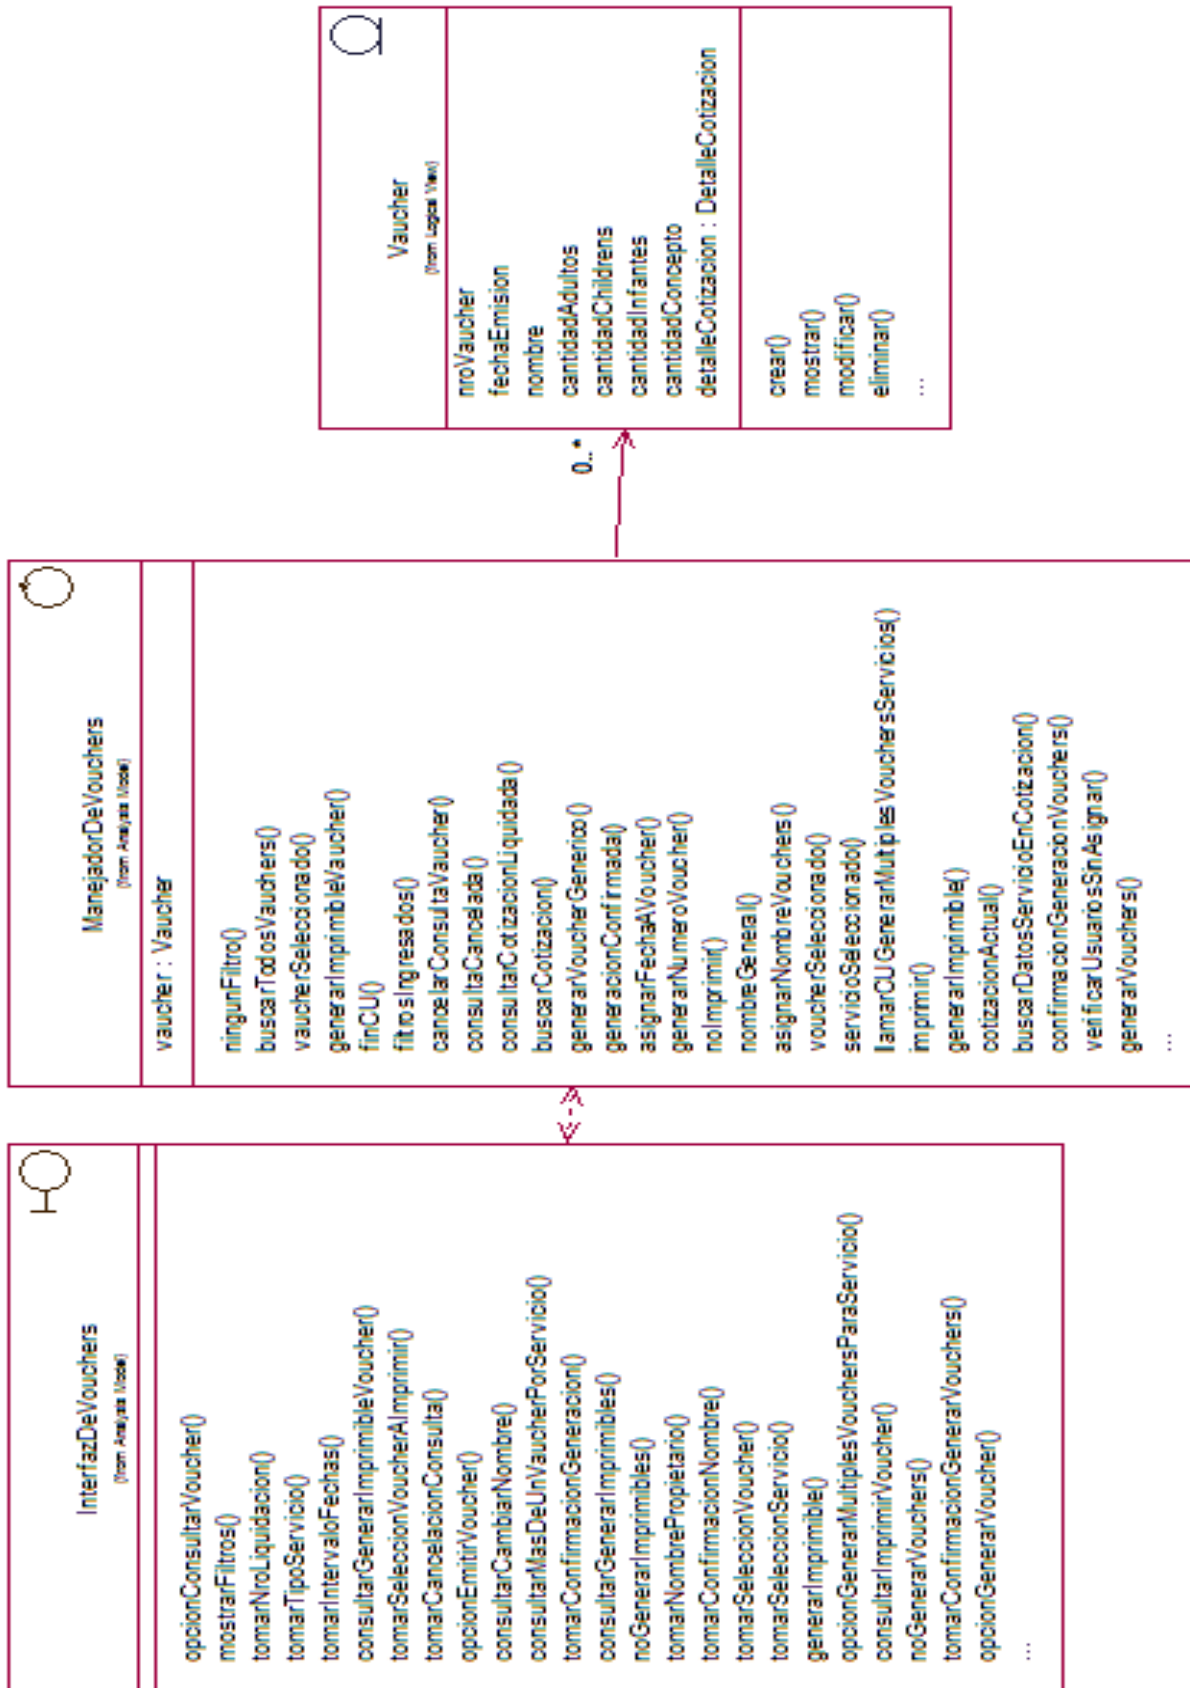 InterfazDeVouchers
(from Analysis Model)
opcionConsultarVoucher()
mostrarFiltros()
tomarNroLiquidacion()
tomarTipoServicio()
tomarIntervaloFechas()
consultarGenerarImprimibleVoucher()
tomarSeleccionVoucherAImprimir()
tomarCancelacionConsulta()
opcionEmitirVoucher()
consultarCambiarNombre()
consultarMasDeUnVaucherPorServicio()
tomarConfirmacionGeneracion()
consultarGenerarImprimibles()
noGenerarImprimibles()
tomarNombrePropietario()
tomarConfirmacionNombre()
tomarSeleccionVoucher()
tomarSeleccionServicio()
generarImprimible()
opcionGenerarMultiplesVouchersParaServicio()
consultarImprimirVoucher()
noGenerarVouchers()
tomarConfirmacionGenerarVouchers()
opcionGenerarVoucher()
...
ManejadorDeVouchers
(from Analysis Model)
vaucher : Vaucher
ningunFiltro()
buscarTodosVauchers()
vaucherSeleccionado()
generarImprimibleVaucher()
finCU()
filtrosIngresados()
cancelarConsultaVaucher()
consultaCancelada()
consultarCotizacionLiquidada()
buscarCotizacion()
generarVoucherGenerico()
generacionConfirmada()
asignarFechaAVoucher()
generarNumeroVoucher()
noImprimir()
nombreGeneral()
asignarNombreVouchers()
voucherSeleccionado()
servicioSeleccionado()
llamarCUGenerarMultiplesVouchersServicios()
imprimir()
generarImprimible()
cotizacionActual()
buscarDatosServicioEnCotizacion()
confirmacionGeneracionVouchers()
verificarUsuariosSinAsignar()
generarVouchers()
...
0..*
Vaucher
(from Logical View)
nroVaucher
fechaEmision
nombre
cantidadAdultos
cantidadChildrens
cantidadInfantes
cantidadConcepto
detalleCotizacion : DetalleCotizacion
crear()
mostrar()
modificar()
eliminar()
...